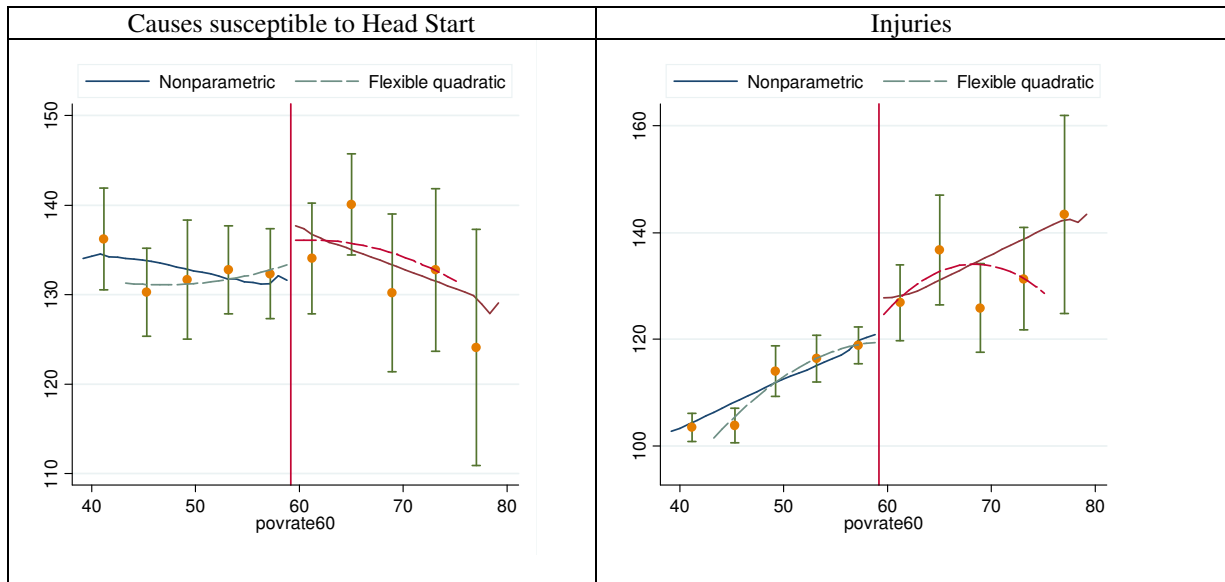 Causes susceptible to Head Start
Injuries
Nonparametric
Flexible quadratic
150
140
130
120
110
40
50
60
70
80
povrate60
Nonparametric
Flexible quadratic
160
140
120
100
40
50
60
70
80
povrate60